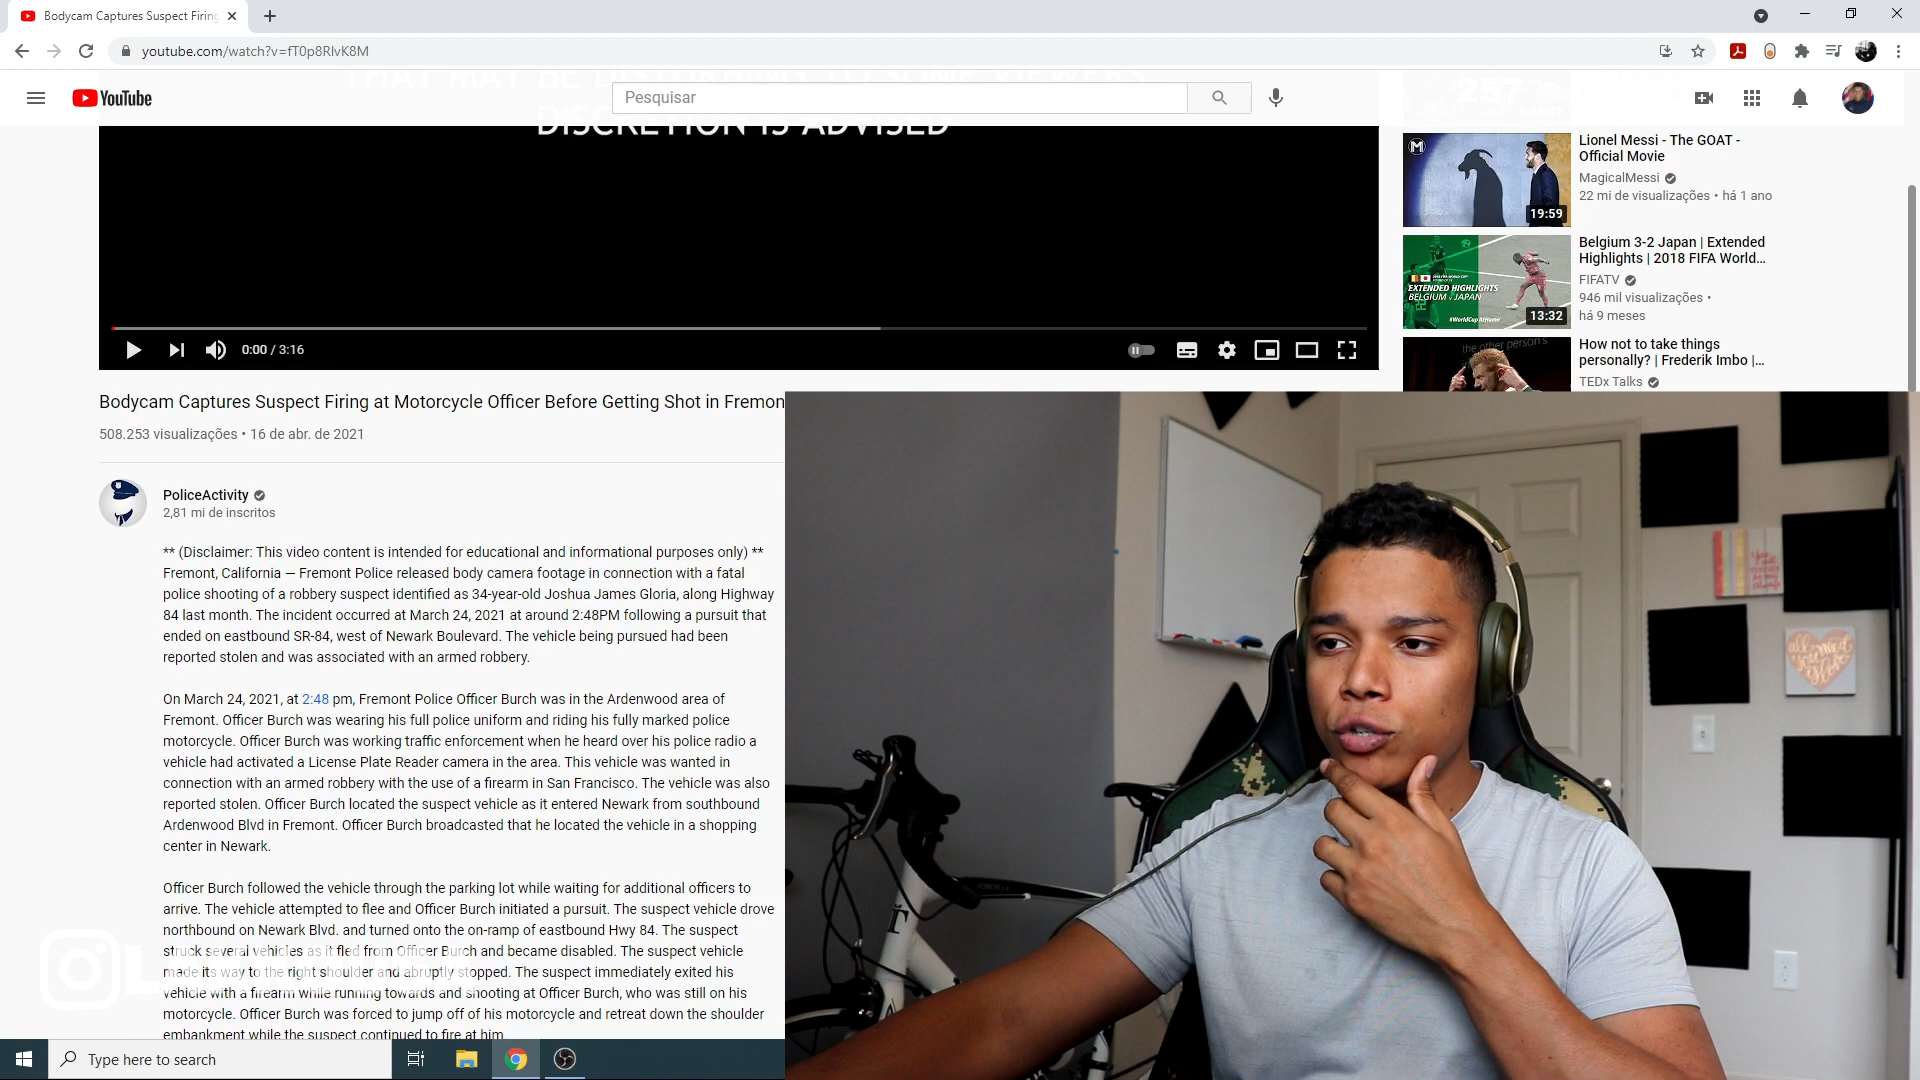 Bodycam Captures Suspect Firing
youtube.com/watch?v=fT0p8RIvK8M
THAT MAY BE DISTURBING TO SOME VIEWERS
DISCRETION IS ADVISED
YouTube
Pesquisar
257
0:00 / 3:16
Lionel Messi - The GOAT -
Official Movie
MagicalMessi
22 mi de visualizações • há 1 ano
19:59
Belgium 3-2 Japan | Extended
Highlights | 2018 FIFA World...
FIFATV
946 mil visualizações •
há 9 meses
EXTENDED HIGHLIGHTS
BELGIUM v JAPAN
#WorldCupAtHome
13:32
How not to take things
personally? | Frederik Imbo |...
TEDx Talks
the other person's
Bodycam Captures Suspect Firing at Motorcycle Officer Before Getting Shot in Fremon
508.253 visualizações • 16 de abr. de 2021
PoliceActivity
2,81 mi de inscritos
** (Disclaimer: This video content is intended for educational and informational purposes only) **
Fremont, California — Fremont Police released body camera footage in connection with a fatal
police shooting of a robbery suspect identified as 34-year-old Joshua James Gloria, along Highway
84 last month. The incident occurred at March 24, 2021 at around 2:48PM following a pursuit that
ended on eastbound SR-84, west of Newark Boulevard. The vehicle being pursued had been
reported stolen and was associated with an armed robbery.
On March 24, 2021, at 2:48 pm, Fremont Police Officer Burch was in the Ardenwood area of
Fremont. Officer Burch was wearing his full police uniform and riding his fully marked police
motorcycle. Officer Burch was working traffic enforcement when he heard over his police radio a
vehicle had activated a License Plate Reader camera in the area. This vehicle was wanted in
connection with an armed robbery with the use of a firearm in San Francisco. The vehicle was also
reported stolen. Officer Burch located the suspect vehicle as it entered Newark from southbound
Ardenwood Blvd in Fremont. Officer Burch broadcasted that he located the vehicle in a shopping
center in Newark.
Officer Burch followed the vehicle through the parking lot while waiting for additional officers to
arrive. The vehicle attempted to flee and Officer Burch initiated a pursuit. The suspect vehicle drove
northbound on Newark Blvd. and turned onto the on-ramp of eastbound Hwy 84. The suspect
struck several vehicles as it fled from Officer Burch and became disabled. The suspect vehicle
made its way to the right shoulder and abruptly stopped. The suspect immediately exited his
vehicle with a firearm while running towards and shooting at Officer Burch, who was still on his
motorcycle. Officer Burch was forced to jump off of his motorcycle and retreat down the shoulder
embankment while the suspect continued to fire at him.
all you need is love
Type here to search